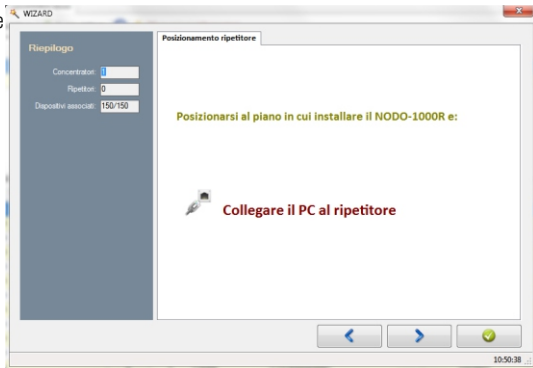 e
WIZARD
Riepilogo
Concentratori: 1
Ripetitori: 0
Dispositivi associati: 150/150
Posizionamento ripetitore
Posizionarsi al piano in cui installare il NODO-1000R e:
Collegare il PC al ripetitore
10:50:38